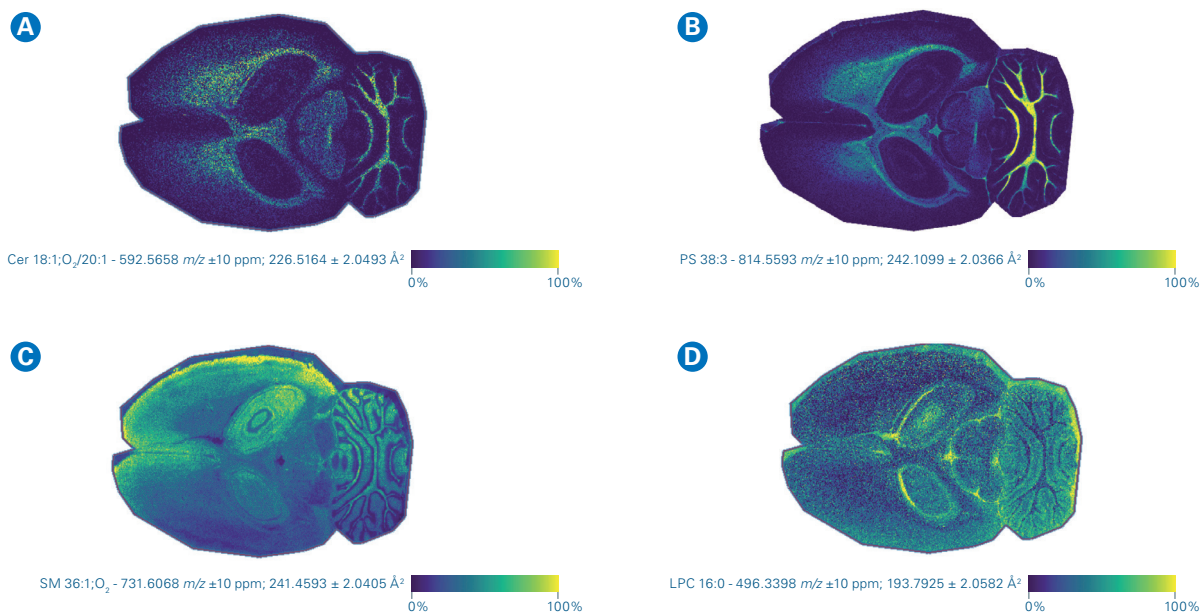 A
B
Cer 18:1;O₂/20:1 - 592.5658 m/z ±10 ppm; 226.5164 ± 2.0493 Å²
0% 100%
PS 38:3 - 814.5593 m/z ±10 ppm; 242.1099 ± 2.0366 Å²
0% 100%
C
D
SM 36:1;O₂ - 731.6068 m/z ±10 ppm; 241.4593 ± 2.0405 Å²
0% 100%
LPC 16:0 - 496.3398 m/z ±10 ppm; 193.7925 ± 2.0582 Å²
0% 100%